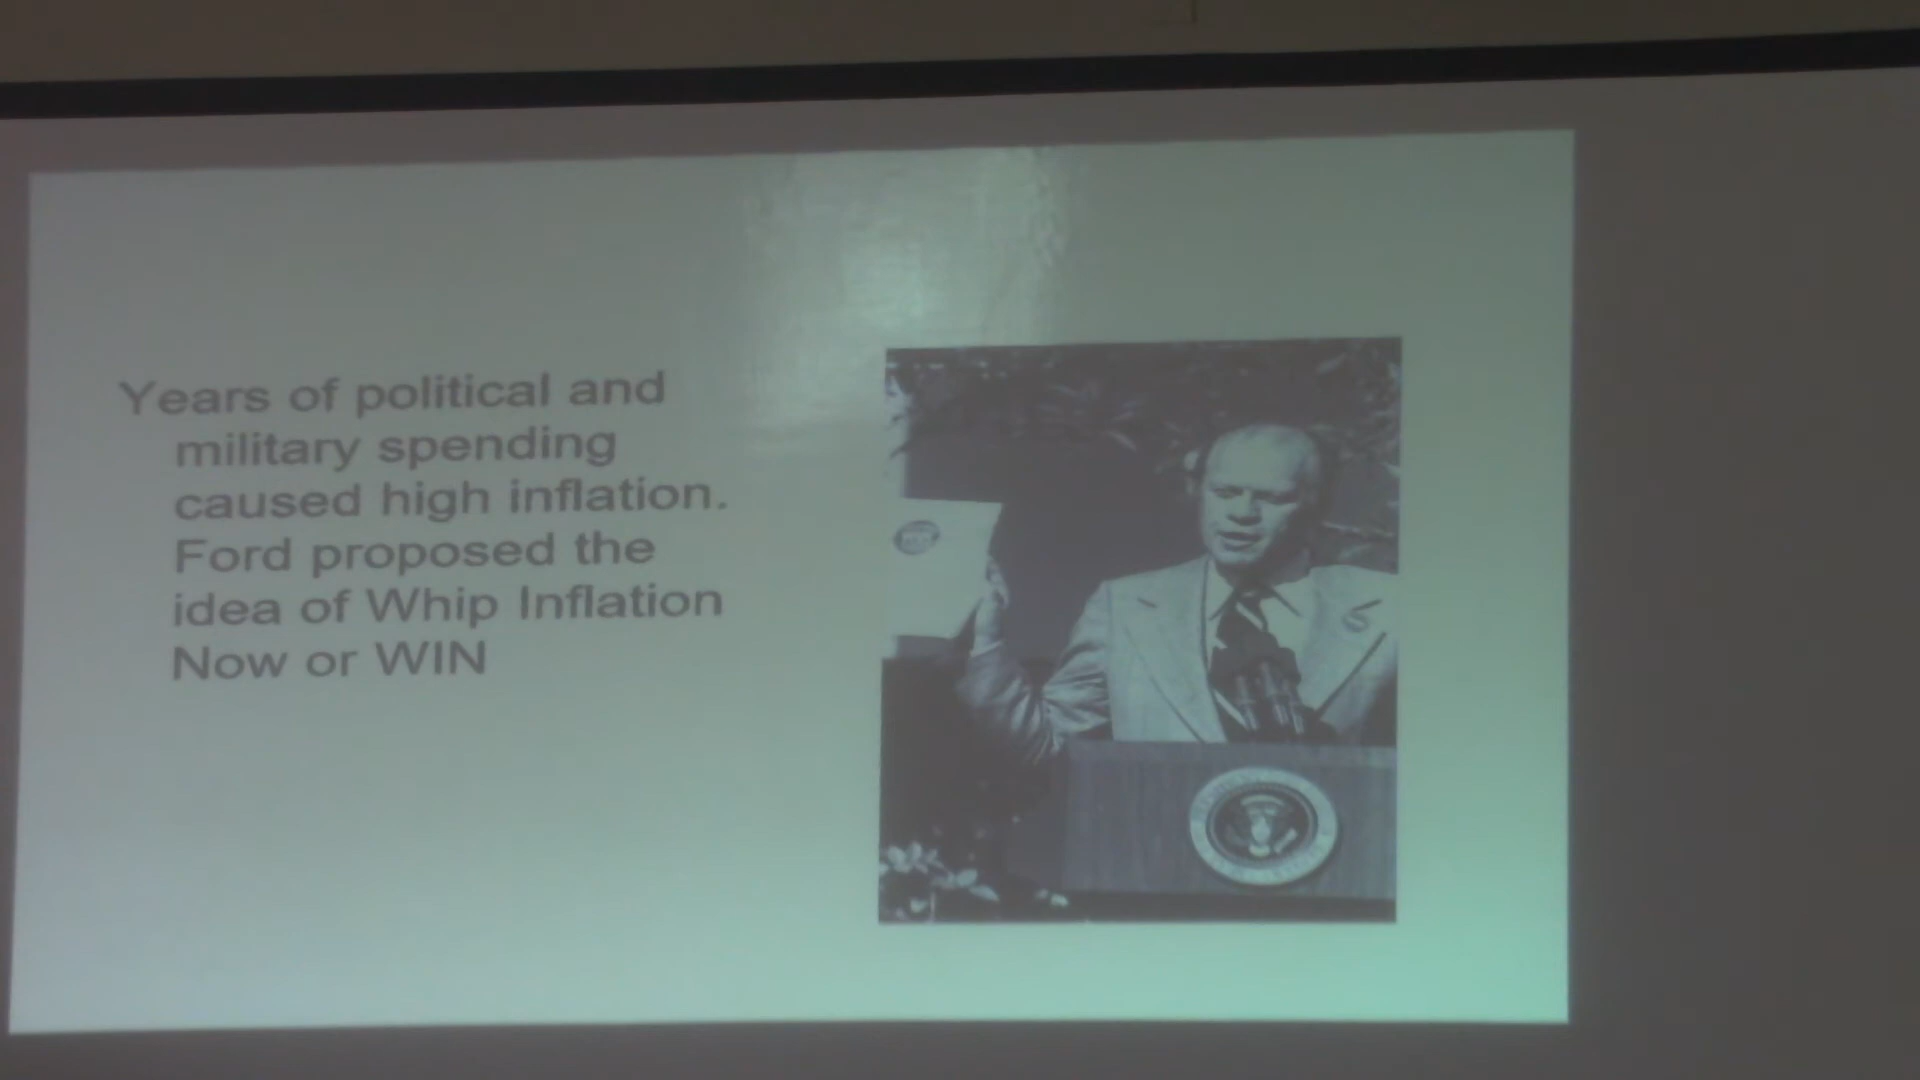 Years of political and
military spending
caused high inflation.
Ford proposed the
idea of Whip Inflation
Now or WIN